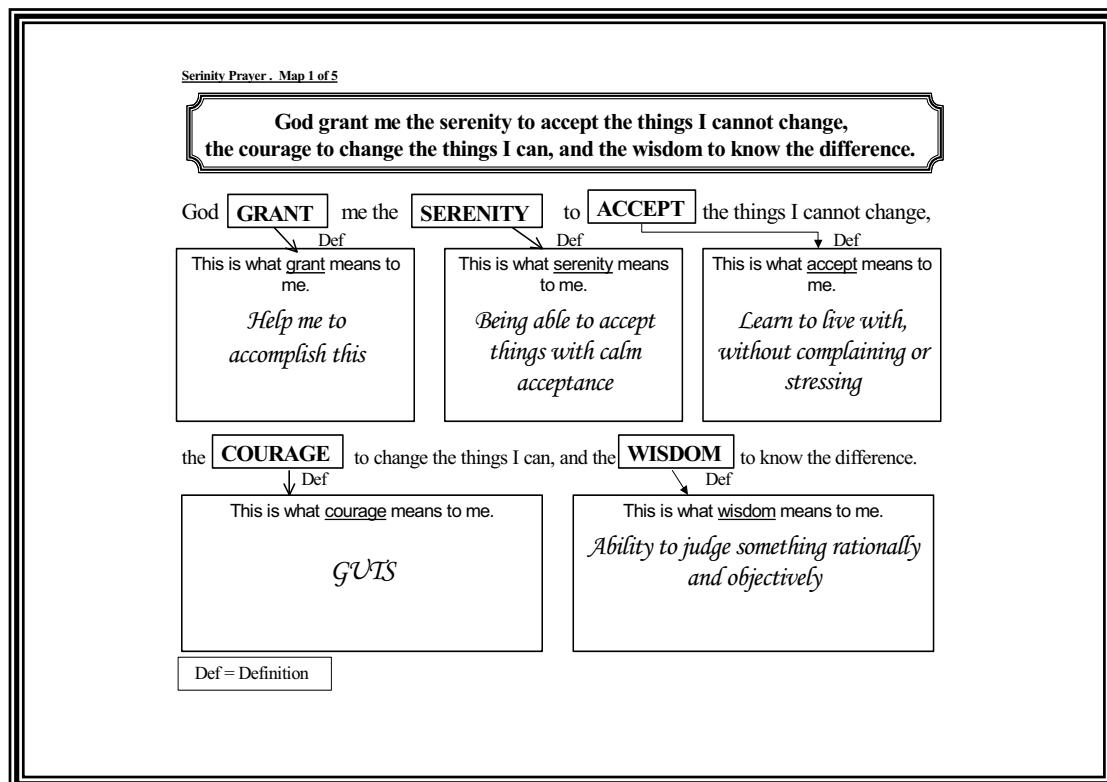 Serinity Prayer . Map 1 of 5
God grant me the serenity to accept the things I cannot change,
the courage to change the things I can, and the wisdom to know the difference.
God GRANT me the SERENITY to ACCEPT the things I cannot change,
Def Def Def
This is what grant means to
me.
Help me to
accomplish this
This is what serenity means
to me.
Being able to accept
things with calm
acceptance
This is what accept means to
me.
Learn to live with,
without complaining or
stressing
the COURAGE to change the things I can, and the WISDOM to know the difference.
Def Def
This is what courage means to me.
GUTS
This is what wisdom means to me.
Ability to judge something rationally
and objectively
Def = Definition